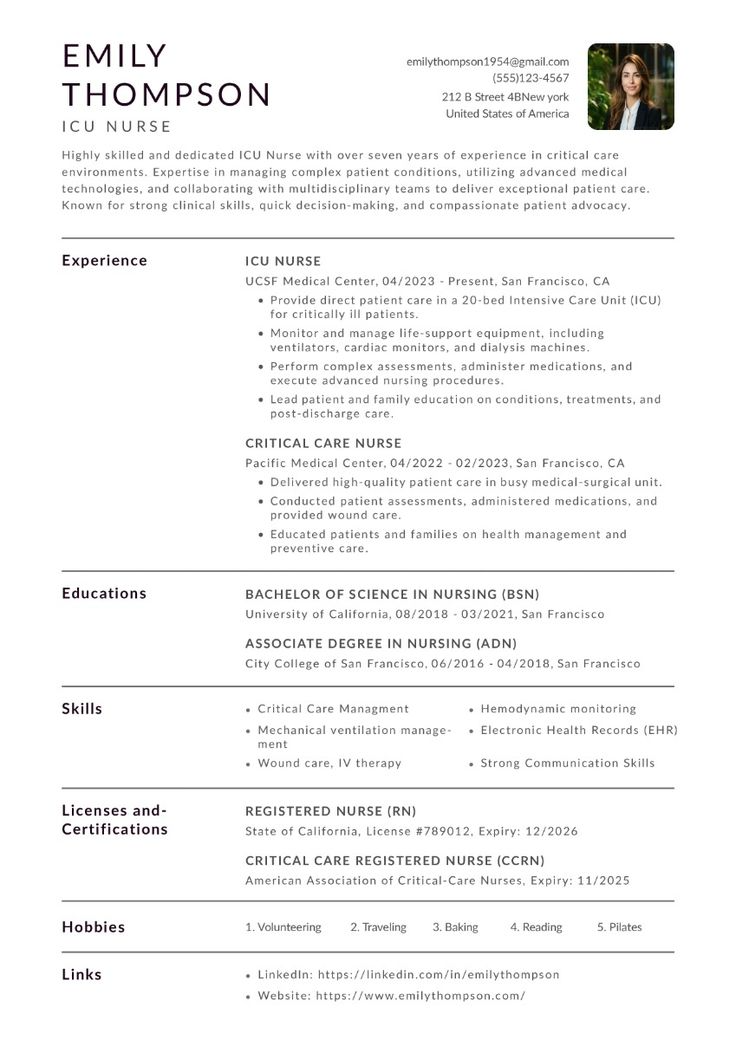 EMILY
THOMPSON
ICU NURSE
emilythompson1954@gmail.com
(555)123-4567
212 B Street 4BNew york
United States of America
Highly skilled and dedicated ICU Nurse with over seven years of experience in critical care
environments. Expertise in managing complex patient conditions, utilizing advanced medical
technologies, and collaborating with multidisciplinary teams to deliver exceptional patient care.
Known for strong clinical skills, quick decision-making, and compassionate patient advocacy.
Experience
ICU NURSE
UCSF Medical Center, 04/2023 - Present, San Francisco, CA
• Provide direct patient care in a 20-bed Intensive Care Unit (ICU)
for critically ill patients.
• Monitor and manage life-support equipment, including
ventilators, cardiac monitors, and dialysis machines.
• Perform complex assessments, administer medications, and
execute advanced nursing procedures.
• Lead patient and family education on conditions, treatments, and
post-discharge care.
CRITICAL CARE NURSE
Pacific Medical Center, 04/2022 - 02/2023, San Francisco, CA
• Delivered high-quality patient care in busy medical-surgical unit.
• Conducted patient assessments, administered medications, and
provided wound care.
• Educated patients and families on health management and
preventive care.
Educations
BACHELOR OF SCIENCE IN NURSING (BSN)
University of California, 08/2018 - 03/2021, San Francisco
ASSOCIATE DEGREE IN NURSING (ADN)
City College of San Francisco, 06/2016 - 04/2018, San Francisco
Skills
• Critical Care Managment
• Hemodynamic monitoring
• Mechanical ventilation manage-
ment
• Electronic Health Records (EHR)
• Wound care, IV therapy
• Strong Communication Skills
Licenses and-
Certifications
REGISTERED NURSE (RN)
State of California, License #789012, Expiry: 12/2026
CRITICAL CARE REGISTERED NURSE (CCRN)
American Association of Critical-Care Nurses, Expiry: 11/2025
Hobbies
1. Volunteering 2. Traveling 3. Baking 4. Reading 5. Pilates
Links
• LinkedIn: https://linkedin.com/in/emilythompson
• Website: https://www.emilythompson.com/